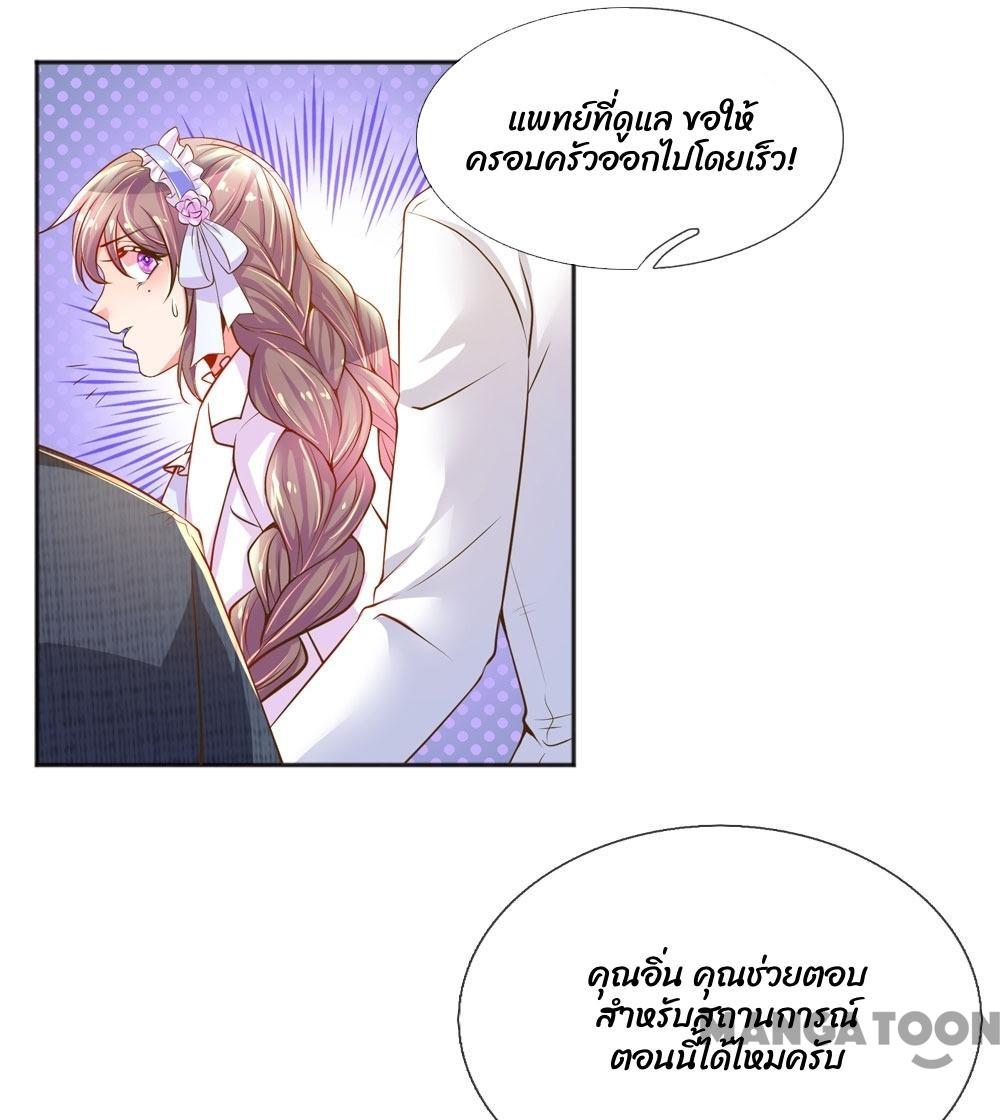 แพทย์ที่ดูแล ขอให้
ครอบครัวออกไปโดยเร็ว!
คุณอิ่น คุณช่วยตอบ
สำหรับสถานการณ์
ตอนนี้ได้ไหมครับ
MANGATOON